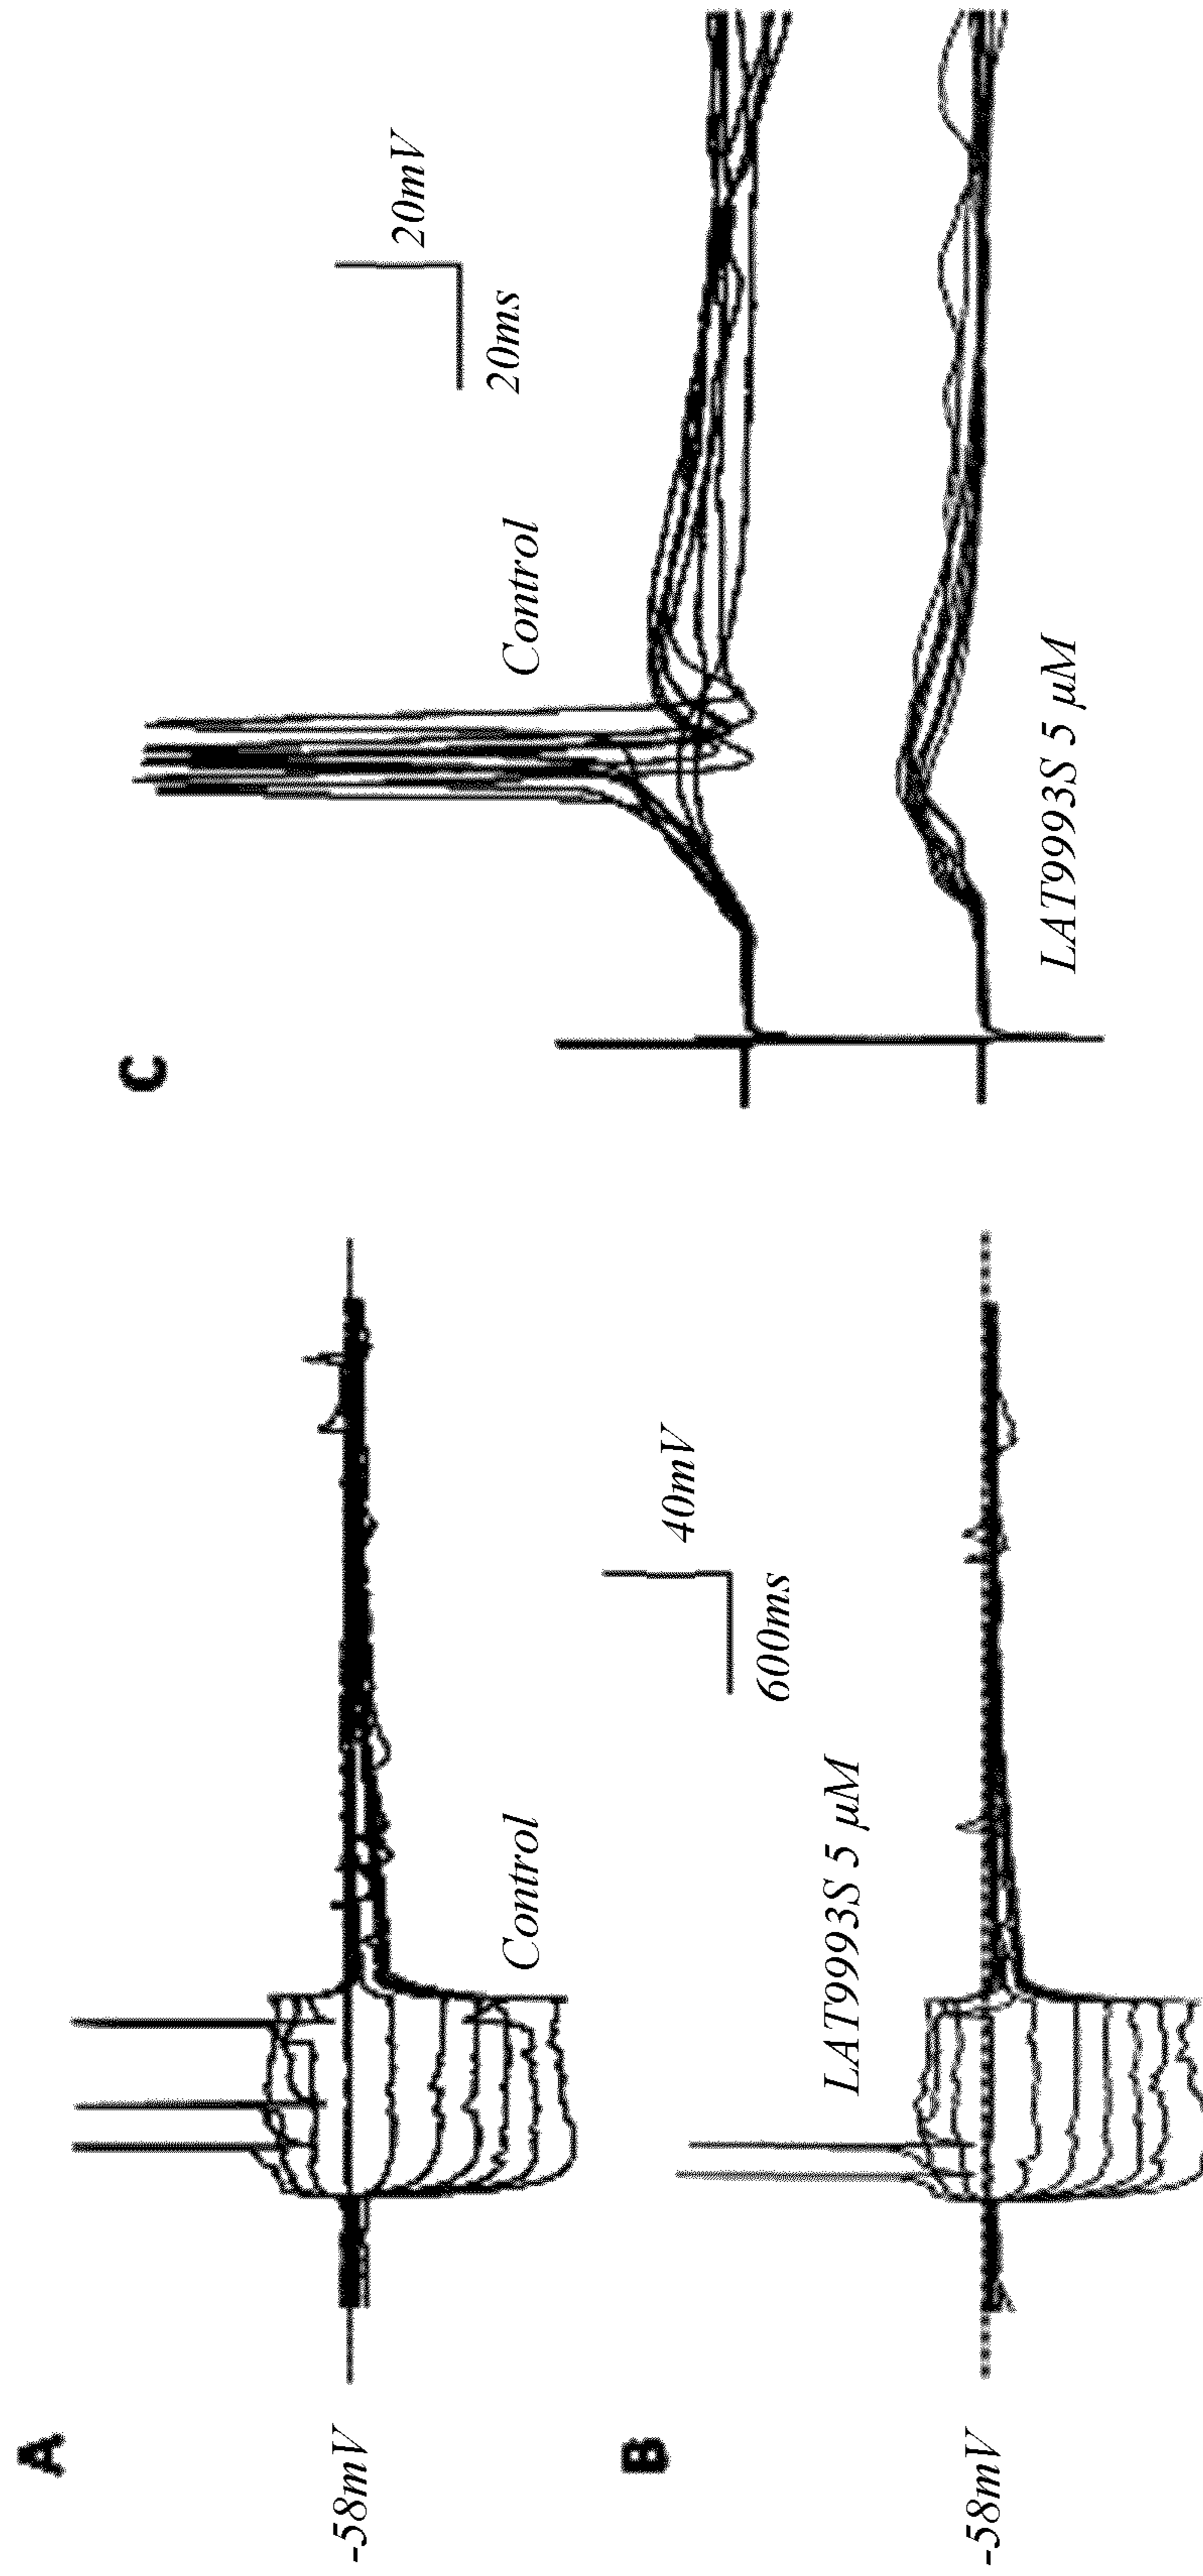 A
-58mV
Control
B
-58mV
LAT9993S 5 µM
40mV
600ms
C
Control
20mV
20ms
LAT9993S 5 µM